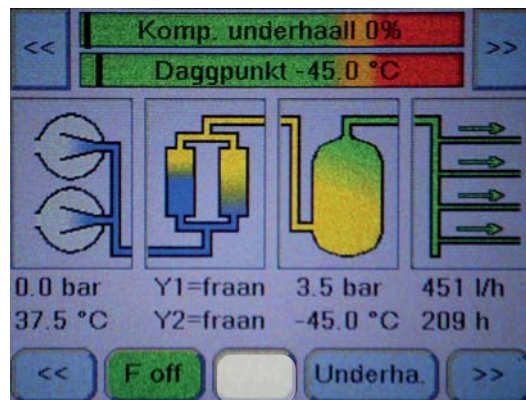 Komp. underhaall 0%
<< >>
Daggpunkt -45.0 °C
0.0 bar Y1=fraan 3.5 bar 451 l/h
37.5 °C Y2=fraan -45.0 °C 209 h
<< F off Underha. >>